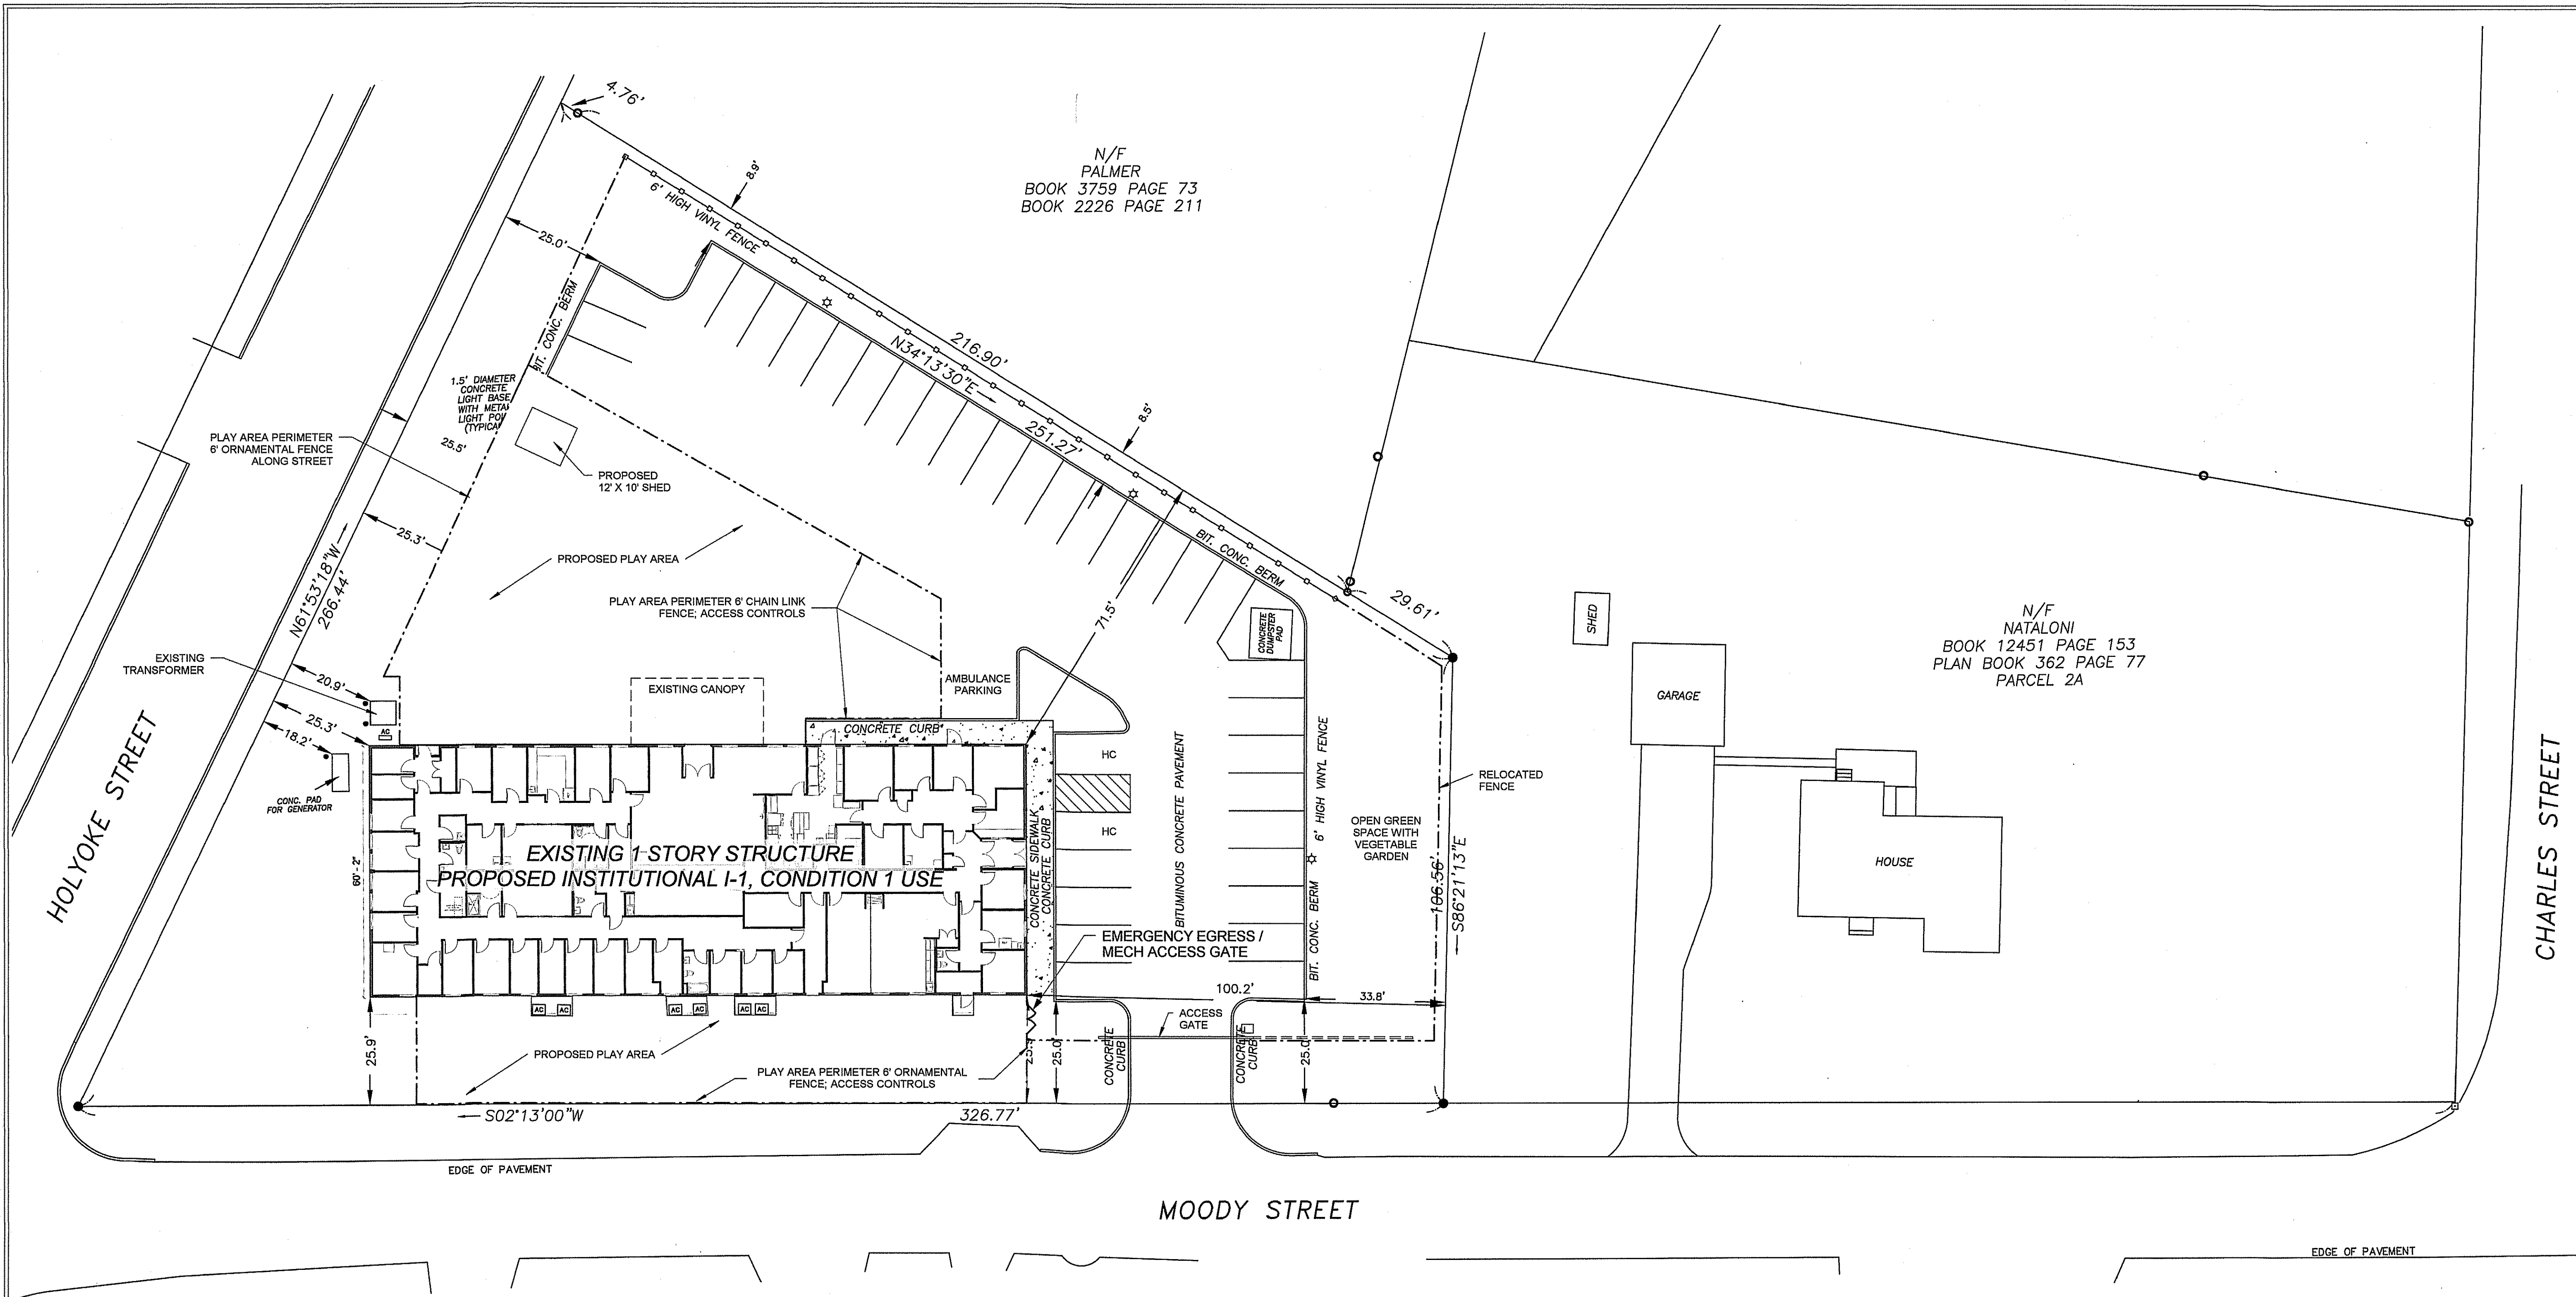 4.76'
N/F
PALMER
BOOK 3759 PAGE 73
BOOK 2226 PAGE 211
8.9'
6' HIGH VINYL FENCE
25.0'
BIT. CONC. BERM
216.90'
N34°13'30"E
251.27'
8.5'
1.5' DIAMETER
CONCRETE
LIGHT BASE
WITH
LIGHT
25.5'
PLAY AREA PERIMETER
6' ORNAMENTAL FENCE
ALONG STREET
PROPOSED
12' X 10' SHED
25.3'
N61°53'18"W
266.44'
PROPOSED PLAY AREA
BIT. CONC. BERM
PLAY AREA PERIMETER 6' CHAIN LINK
FENCE; ACCESS CONTROLS
71.5'
29.61'
CONCRETE
DUMPSTER
PAD
SHED
N/F
NATALONI
BOOK 12451 PAGE 153
PLAN BOOK 362 PAGE 77
PARCEL 2A
EXISTING
TRANSFORMER
20.9'
25.3'
18.2'
EXISTING CANOPY
AMBULANCE
PARKING
GARAGE
CONCRETE CURB
AC
HC
CONC. PAD
FOR GENERATOR
HOLYOKE STREET
60'-2"
EXISTING 1 STORY STRUCTURE
PROPOSED INSTITUTIONAL I-1, CONDITION 1 USE
CONCRETE SIDEWALK
CONCRETE CURB
HC
BITUMINOUS CONCRETE PAVEMENT
6' HIGH VINYL FENCE
BIT. CONC. BERM
RELOCATED
FENCE
OPEN GREEN
SPACE WITH
VEGETABLE
GARDEN
106.56'
S86°21'13"E
HOUSE
CHARLES STREET
EMERGENCY EGRESS /
MECH ACCESS GATE
100.2'
33.8'
AC AC
AC AC
AC AC
ACCESS
GATE
CONCRETE
CURB
CONCRETE
CURB
25.9'
25.0'
25.0'
PROPOSED PLAY AREA
PLAY AREA PERIMETER 6' ORNAMENTAL
FENCE; ACCESS CONTROLS
S02°13'00"W
326.77'
EDGE OF PAVEMENT
MOODY STREET
EDGE OF PAVEMENT